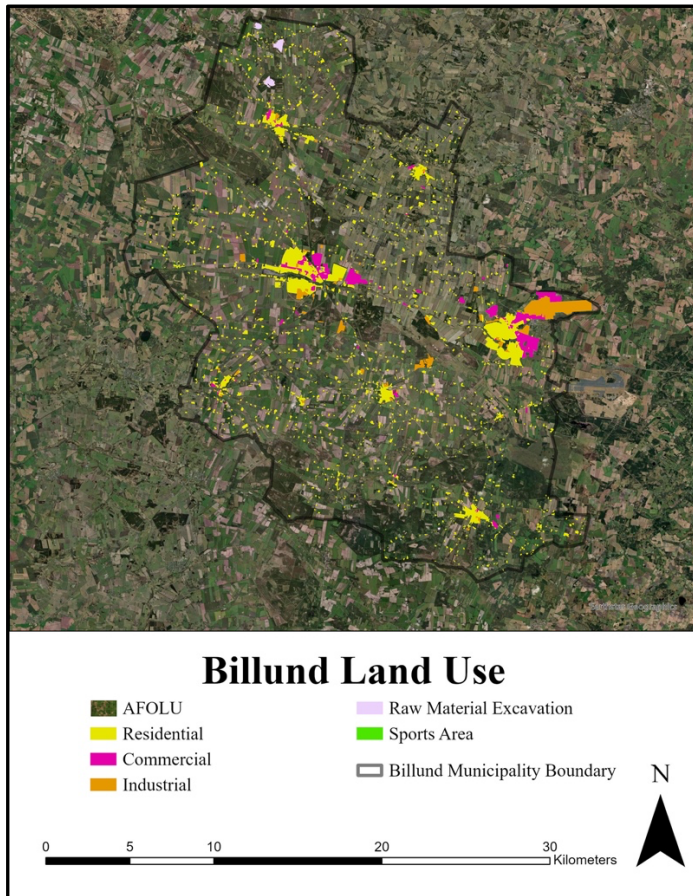 Billund Land Use
AFOLU
Residential
Commercial
Industrial
Raw Material Excavation
Sports Area
Billund Municipality Boundary
N
0 5 10 20 30
Kilometers